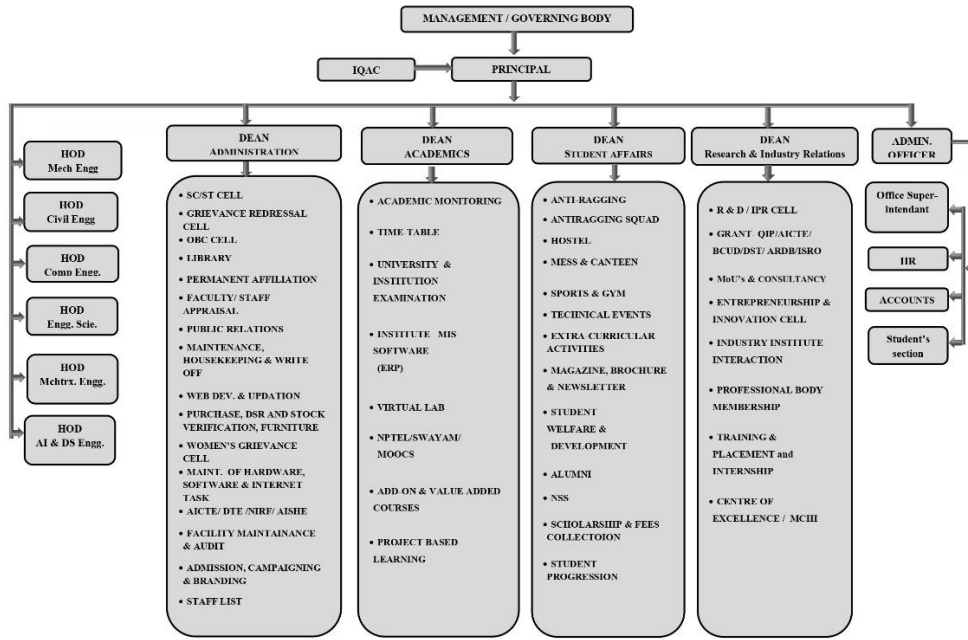 MANAGEMENT / GOVERNING BODY
IQAC
PRINCIPAL
HOD
Mech Engg
HOD
Civil Engg
HOD
Comp Engg.
HOD
Engg. Scie.
HOD
Mchtrx. Engg.
HOD
AI & DS Engg.
DEAN
ADMINISTRATION
• SC/ST CELL
• GRIEVANCE REDRESSAL
CELL
• OBC CELL
• LIBRARY
• PERMANENT AFFILIATION
• FACULTY/ STAFF
APPRAISAL
• PUBLIC RELATIONS
• MAINTENANCE,
HOUSEKEEPING & WRITE
OFF
• WEB DEV. & UPDATION
• PURCHASE, DSR AND STOCK
VERIFICATION, FURNITURE
• WOMEN'S GRIEVANCE
CELL
• MAINT. OF HARDWARE,
SOFTWARE & INTERNET
TASK
• AICTE/ DTE /NIRF/ AISHE
• FACILITY MAINTAINANCE
& AUDIT
• ADMISSION, CAMPAIGNING
& BRANDING
• STAFF LIST
DEAN
ACADEMICS
• ACADEMIC MONITORING
• TIME-TABLE
• UNIVERSITY &
INSTITUTION
EXAMINATION
• INSTITUTE MIS
SOFTWARE
(ERP)
• VIRTUAL LAB
• NPTEL/SWAYAM/
MOOCS
• ADD-ON & VALUE ADDED
COURSES
• PROJECT BASED
LEARNING
DEAN
STUDENT AFFAIRS
• ANTI-RAGGING
• ANTIRAGGING SQUAD
• HOSTEL
• MESS & CANTEEN
• SPORTS & GYM
• TECHNICAL EVENTS
• EXTRA CURRICULAR
ACTIVITIES
• MAGAZINE, BROCHURE
& NEWSLETTER
• STUDENT
WELFARE &
DEVELOPMENT
• ALUMNI
• NSS
• SCHOLARSHIP & FEES
COLLECTOION
• STUDENT
PROGRESSION
DEAN
Research & Industry Relations
• R & D / IPR CELL
• GRANT- QIP/AICTE/
BCUD/DST/ ARDB/ISRO
• MoU's & CONSULTANCY
• ENTREPRENEURSHIP &
INNOVATION CELL
• INDUSTRY INSTITUTE
INTERACTION
• PROFESSIONAL BODY
MEMBERSHIP
• TRAINING &
PLACEMENT and
INTERNSHIP
• CENTRE OF
EXCELLENCE /
ADMIN.
OFFICER
Office Super-
intendant
ACCOUNTS
Student's
section